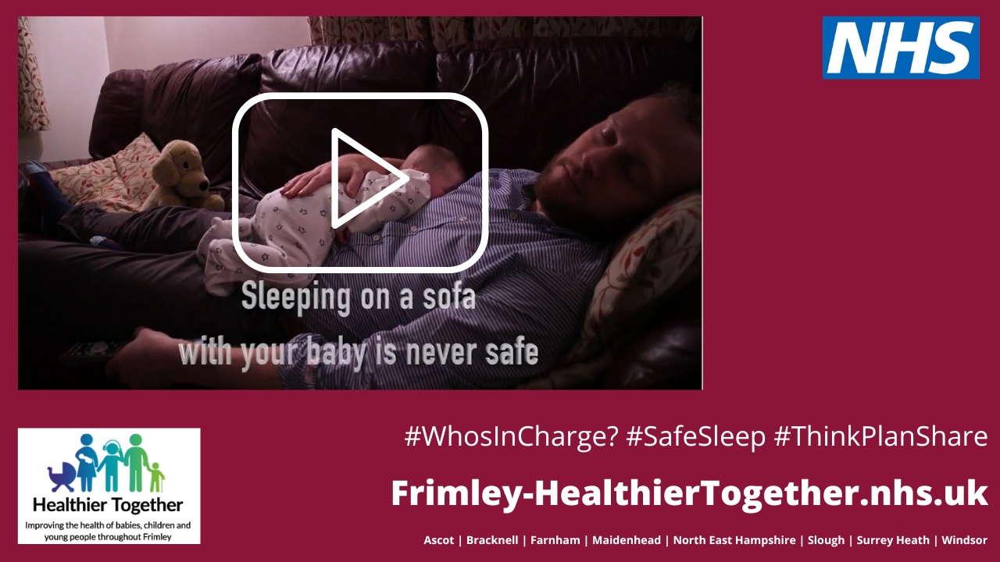 NHS
Sleeping on a sofa
with your baby is never safe
#WhosInCharge? #SafeSleep #ThinkPlanShare
Frimley-HealthierTogether.nhs.uk
Healthier Together
Improving the health of babies, children and
young people throughout Frimley
Ascot | Bracknell | Farnham | Maidenhead | North East Hampshire | Slough | Surrey Heath | Windsor